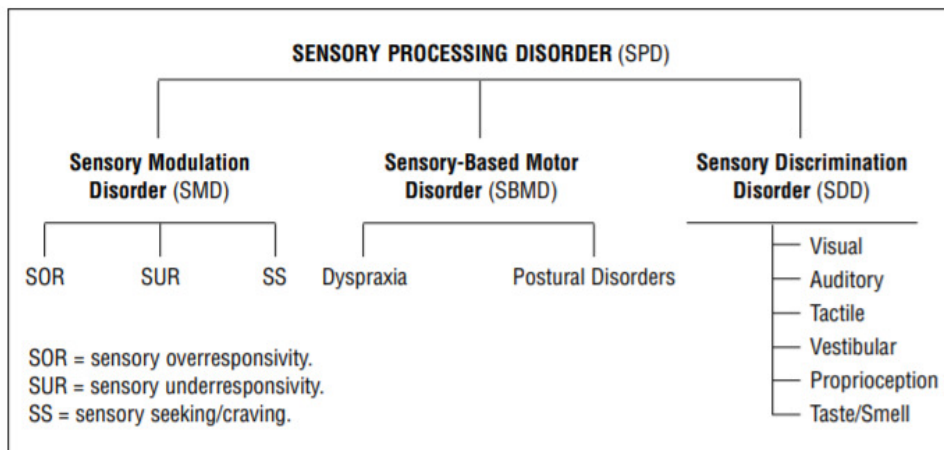 SENSORY PROCESSING DISORDER (SPD)
Sensory Modulation
Disorder (SMD)
Sensory-Based Motor
Disorder (SBMD)
Sensory Discrimination
Disorder (SDD)
SOR
SUR
SS
Dyspraxia
Postural Disorders
Visual
Auditory
Tactile
Vestibular
Proprioception
Taste/Smell
SOR = sensory overresponsivity.
SUR = sensory underresponsivity.
SS = sensory seeking/craving.